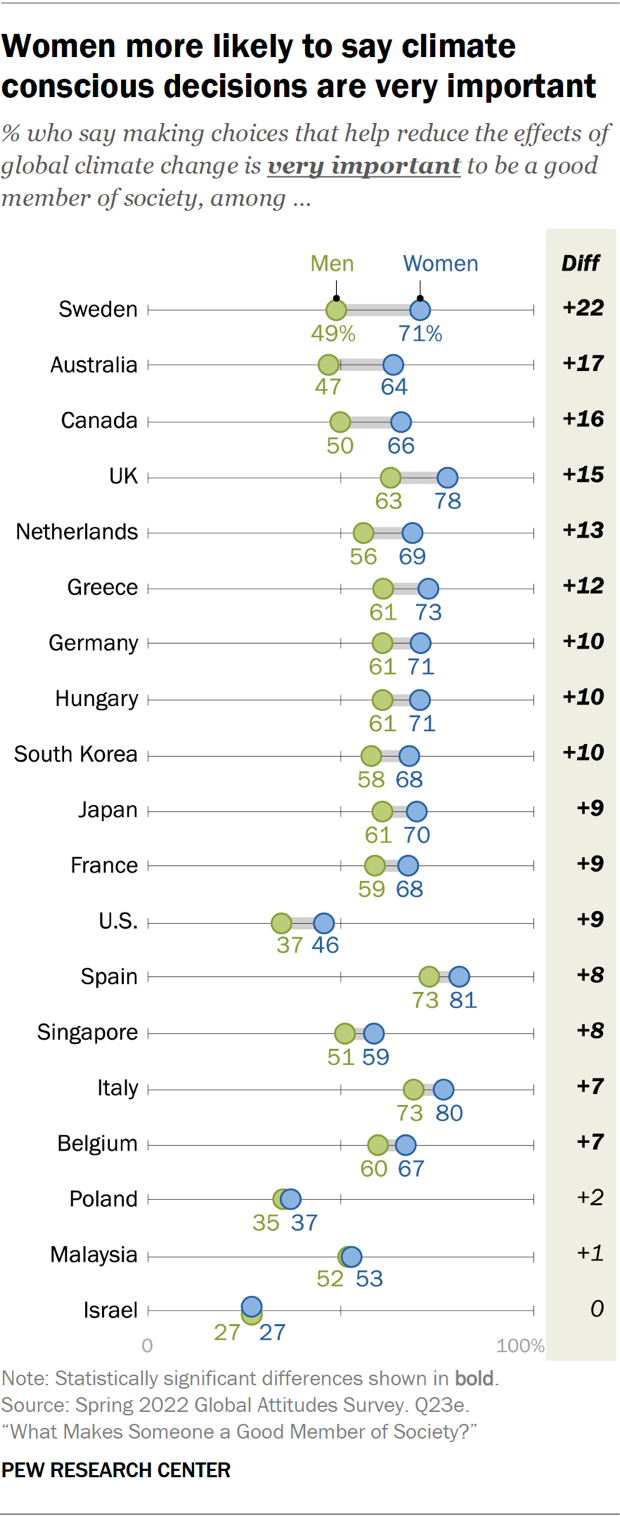 Women more likely to say climate
conscious decisions are very important
% who say making choices that help reduce the effects of
global climate change is very important to be a good
member of society, among ...
Men Women Diff
Sweden +22
49% 71%
Australia +17
47 64
Canada +16
50 66
UK +15
63 78
Netherlands +13
56 69
Greece +12
61 73
Germany +10
61 71
Hungary +10
61 71
South Korea +10
58 68
Japan +9
61 70
France +9
59 68
U.S. +9
37 46
Spain +8
73 81
Singapore +8
51 59
Italy +7
73 80
Belgium +7
60 67
Poland +2
35 37
Malaysia +1
52 53
Israel 0
27 27
0 100%
Note: Statistically significant differences shown in bold.
Source: Spring 2022 Global Attitudes Survey. Q23e.
“What Makes Someone a Good Member of Society?”
PEW RESEARCH CENTER